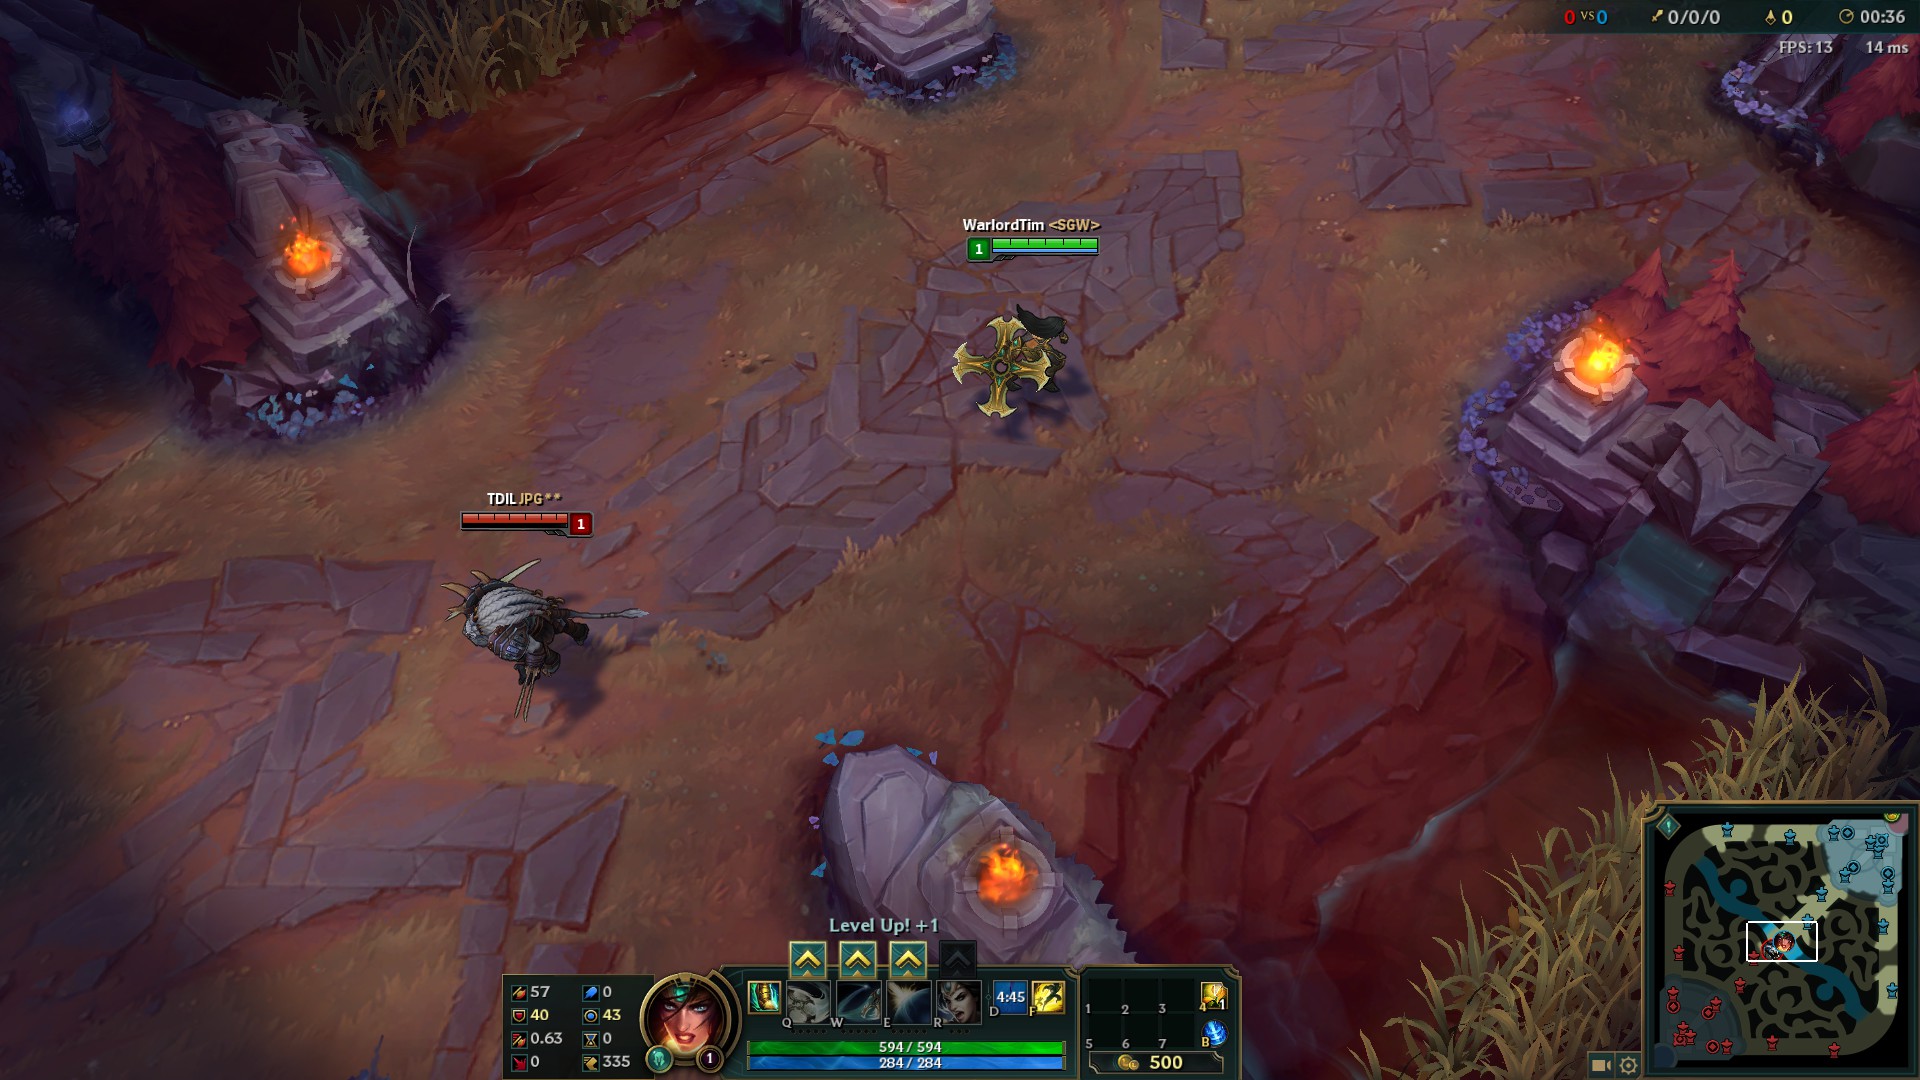 0 VS 0 0/0/0 0 00:36
FPS: 13 14 ms
WarlordTim <SGW>
1
TDIL JPG**
1
Level Up! +1
57 0
40 43
0.63 0
0 335
1
Q W E R D F
4:45
594 / 594
284 / 284
1 2 3 4 1
5 6 7 B
500